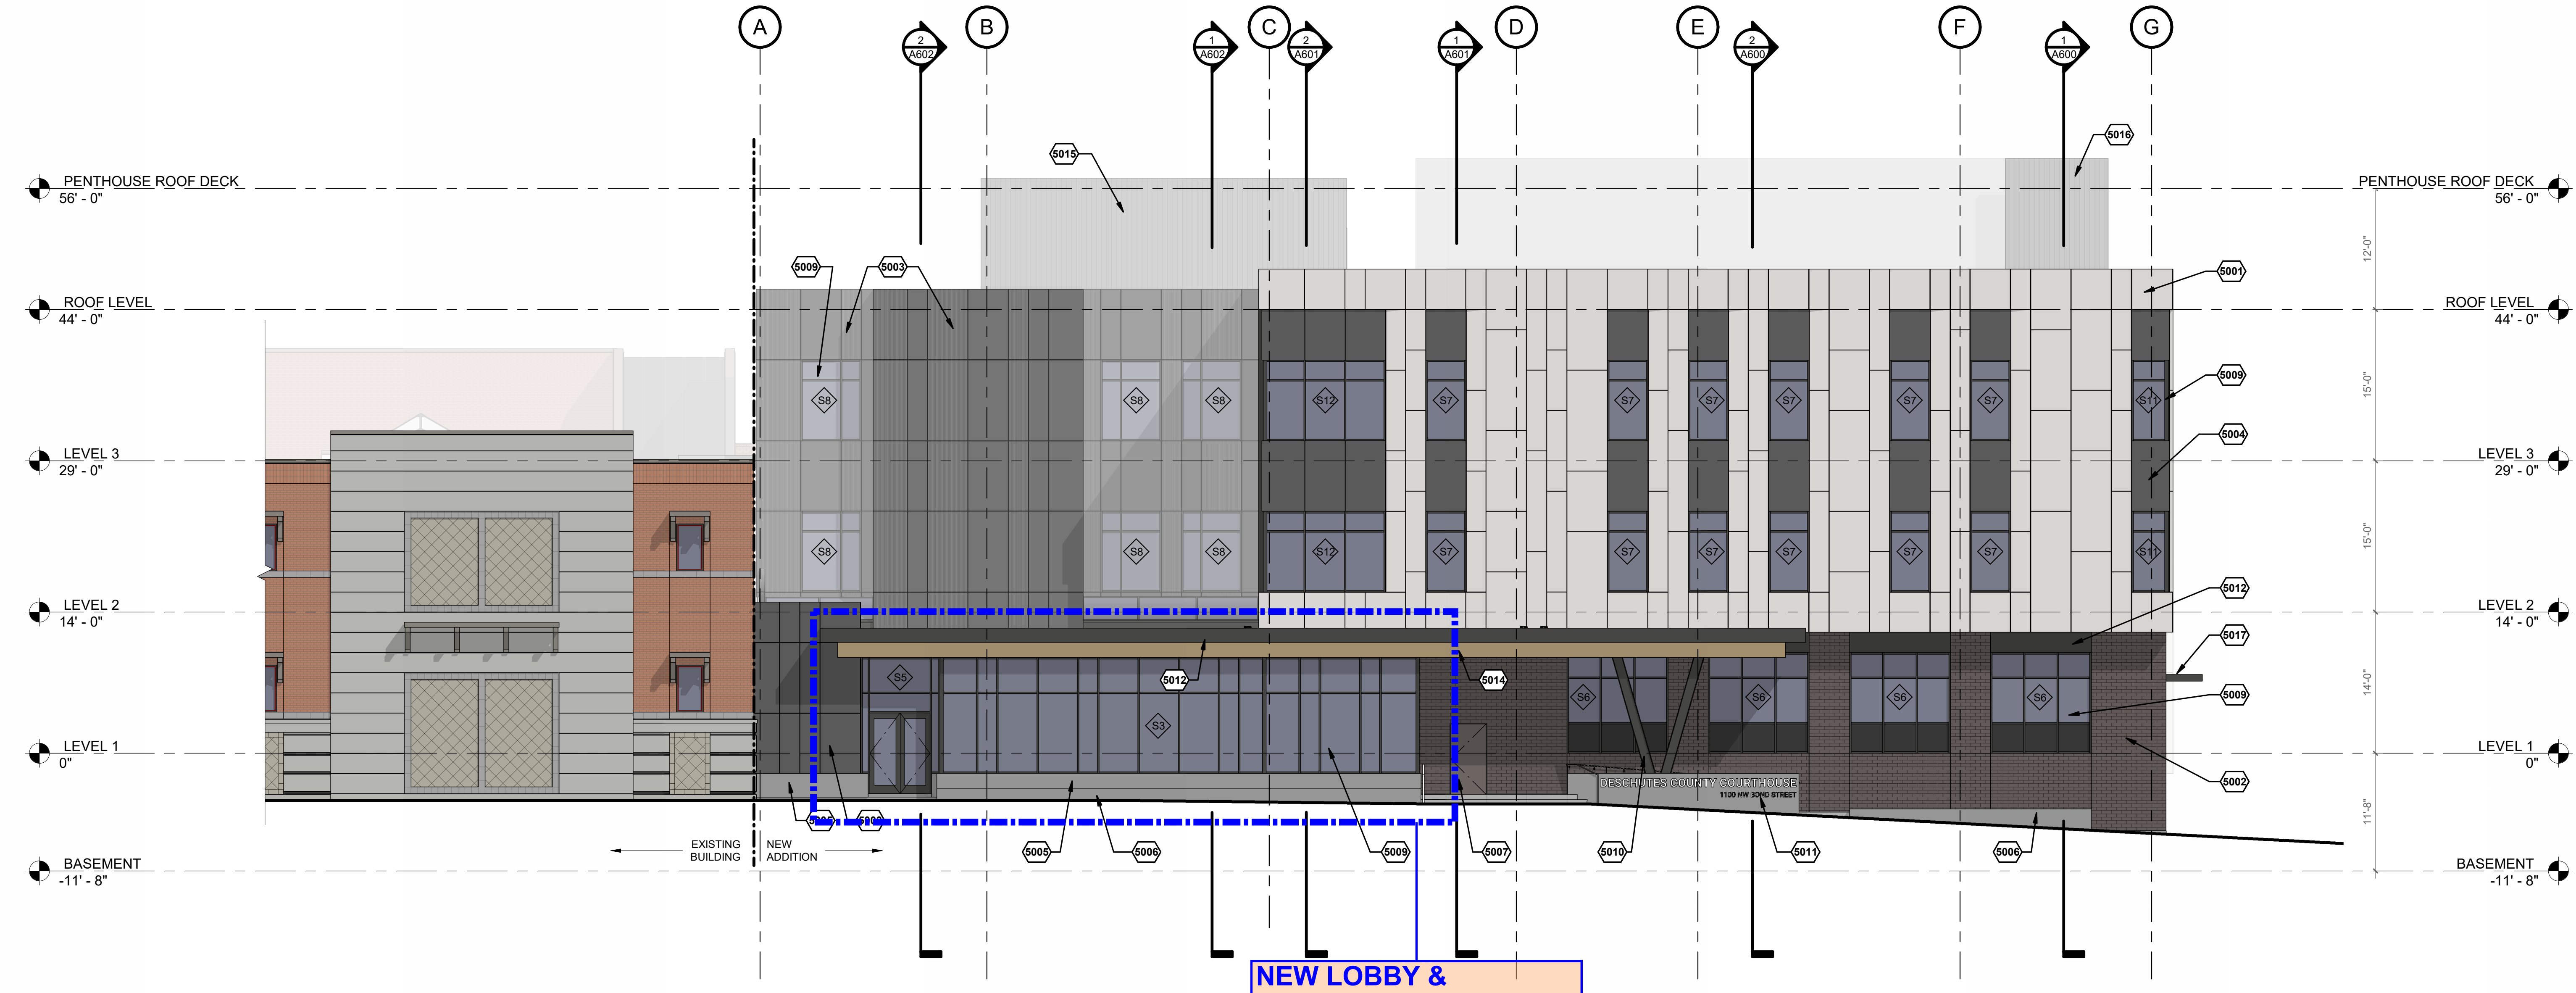 A
B
C
D
E
F
G
2
A602
1
A602
2
A601
1
A601
2
A600
1
A600
5016
5015
PENTHOUSE ROOF DECK
56' - 0"
PENTHOUSE ROOF DECK
56' - 0"
12'-0"
5009
5003
5001
ROOF LEVEL
44' - 0"
ROOF LEVEL
44' - 0"
S8
S8
S8
S12
S7
S7
S7
S7
S7
S7
S11
5009
15'-0"
5004
LEVEL 3
29' - 0"
LEVEL 3
29' - 0"
S8
S8
S8
S12
S7
S7
S7
S7
S7
S7
S11
15'-0"
5012
LEVEL 2
14' - 0"
LEVEL 2
14' - 0"
5017
S5
5012
5014
14'-0"
S6
S6
S6
S6
5009
S3
LEVEL 1
0"
LEVEL 1
0"
DESCHUTES COUNTY COURTHOUSE
1100 NW BOND STREET
5002
11'-8"
EXISTING
BUILDING
NEW
ADDITION
5005
5006
5009
5007
5010
5011
5006
BASEMENT
-11' - 8"
BASEMENT
-11' - 8"
NEW LOBBY &